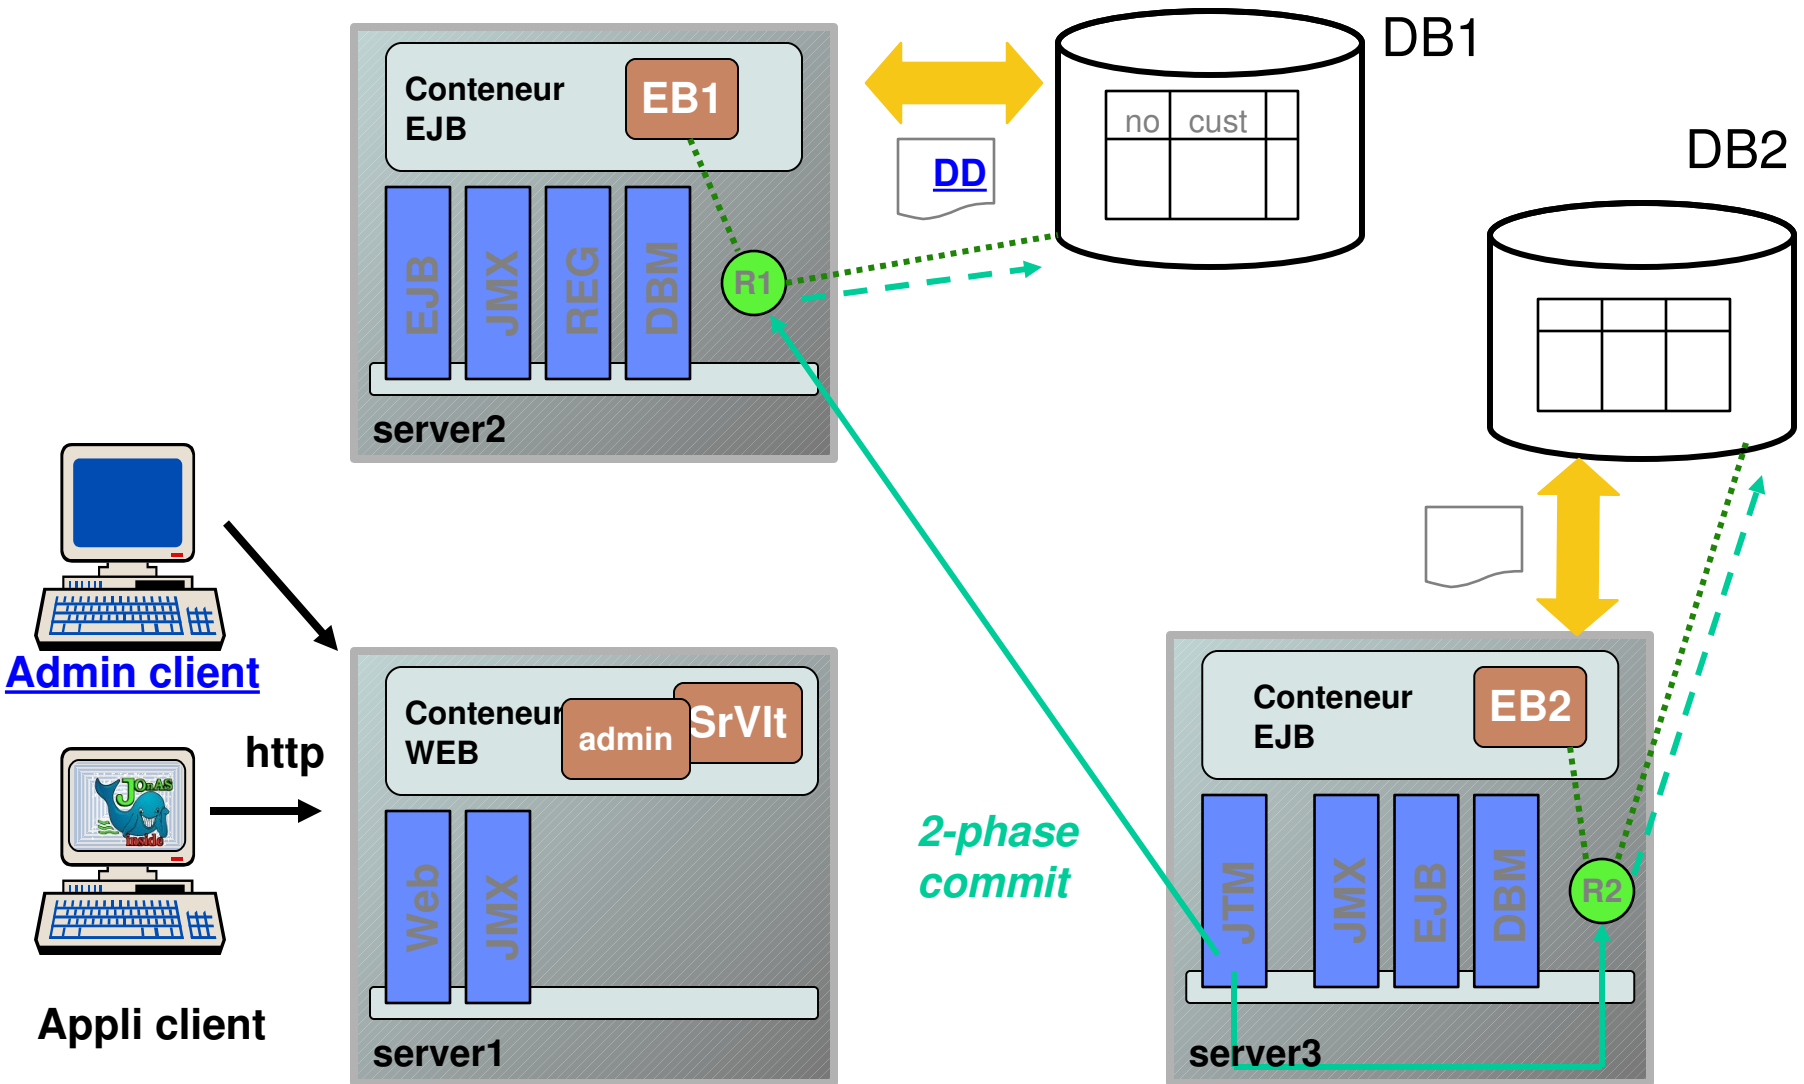 DB1
Conteneur
EJB
EB1
no cust
DD
DB2
EJB
JMX
REG
DBM
R1
server2
Admin client
http
JOnAS
inside
Appli client
Conteneur
WEB
admin
SrVlt
Web
JMX
server1
2-phase
commit
Conteneur
EJB
EB2
JTM
JMX
EJB
DBM
R2
server3